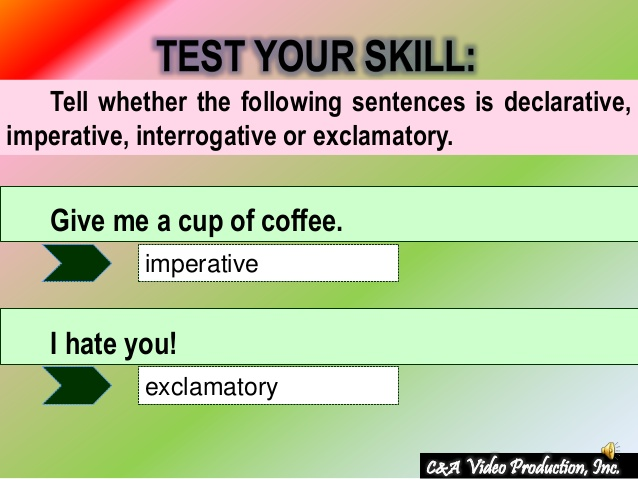 TEST YOUR SKILL:
Tell whether the following sentences is declarative,
imperative, interrogative or exclamatory.
Give me a cup of coffee.
imperative
I hate you!
exclamatory
C&A Video Production, Inc.